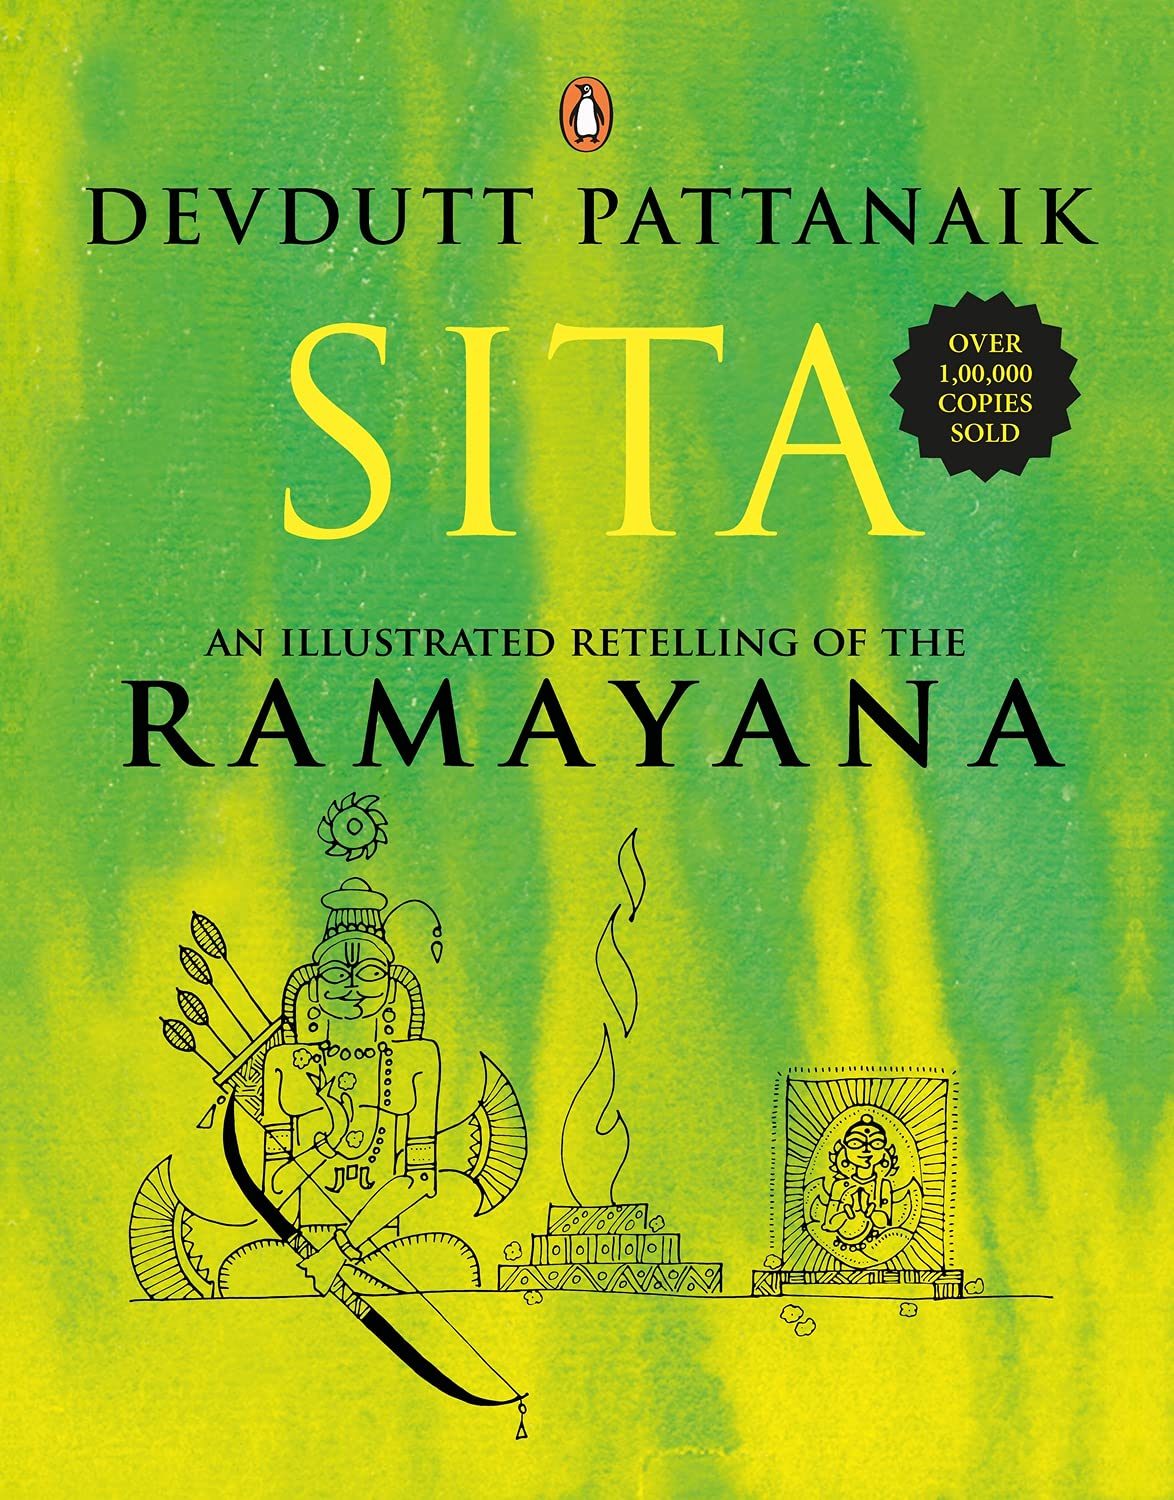 DEVDUTT PATTANAIK
SITA
OVER
1,00,000
COPIES
SOLD
AN ILLUSTRATED RETELLING OF THE
RAMAYANA